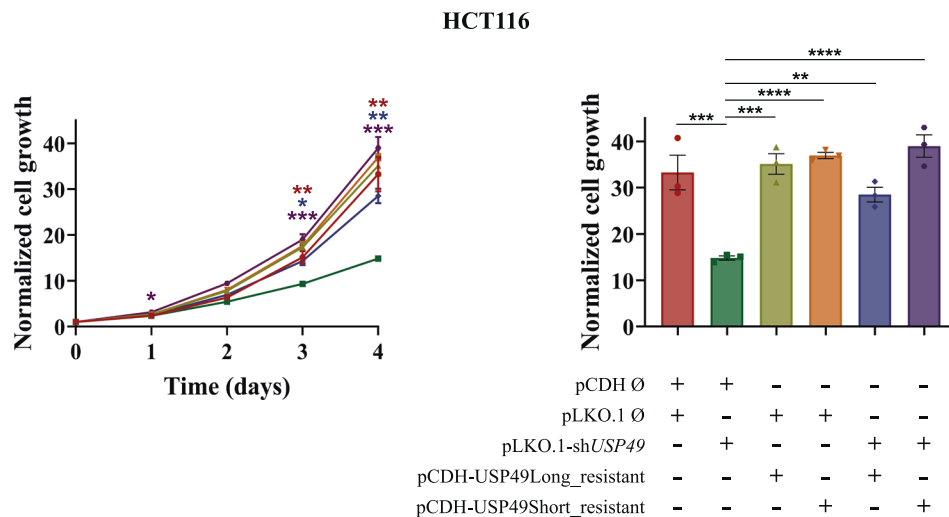 HCT116
Normalized cell growth
40
30
20
10
0
0 1 2 3 4
Time (days)
*
**
*
***
**
**
***
Normalized cell growth
40
30
20
10
0
****
**
****
*** ***
pCDH Ø + + - - - -
pLKO.1 Ø + - + + - -
pLKO.1-shUSP49 - + - - + +
pCDH-USP49Long_resistant - - + - + -
pCDH-USP49Short_resistant - - - + - +